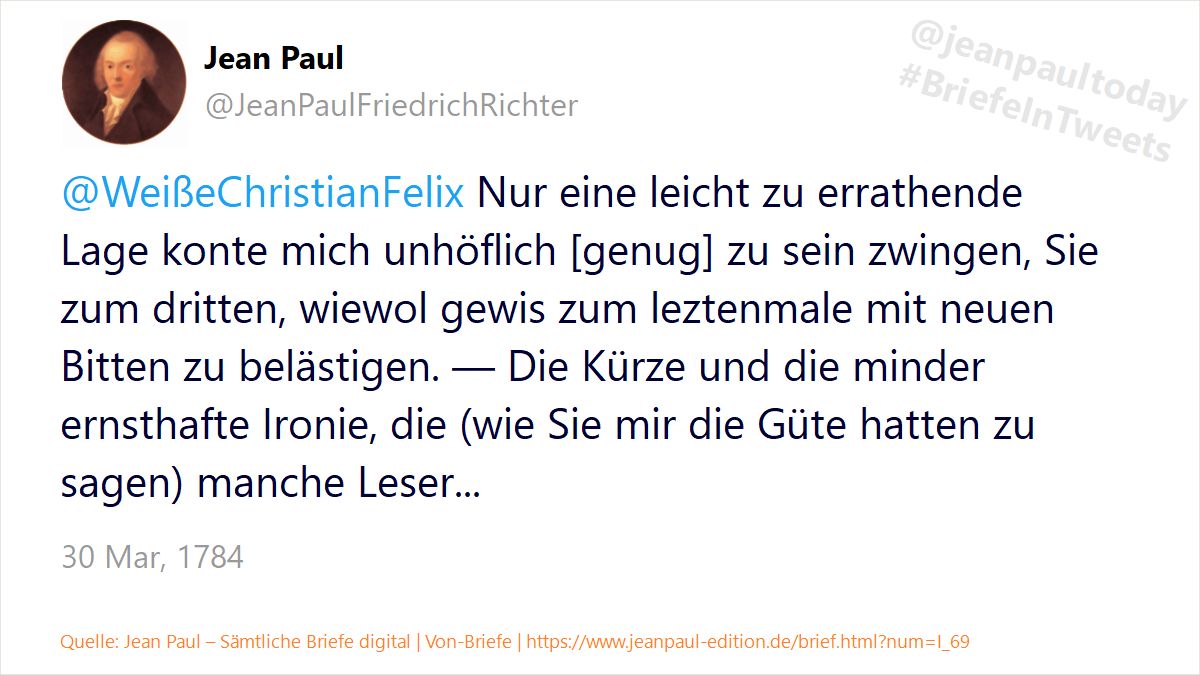 Jean Paul
@JeanPaulFriedrichRichter
@jeanpaultoday
#BriefeInTweets
@WeißeChristianFelix Nur eine leicht zu errathende
Lage konte mich unhöflich [genug] zu sein zwingen, Sie
zum dritten, wiewol gewis zum leztenmale mit neuen
Bitten zu belästigen. — Die Kürze und die minder
ernsthafte Ironie, die (wie Sie mir die Güte hatten zu
sagen) manche Leser...
30 Mar, 1784
Quelle: Jean Paul – Sämtliche Briefe digital | Von-Briefe | https://www.jeanpaul-edition.de/brief.html?num=I_69